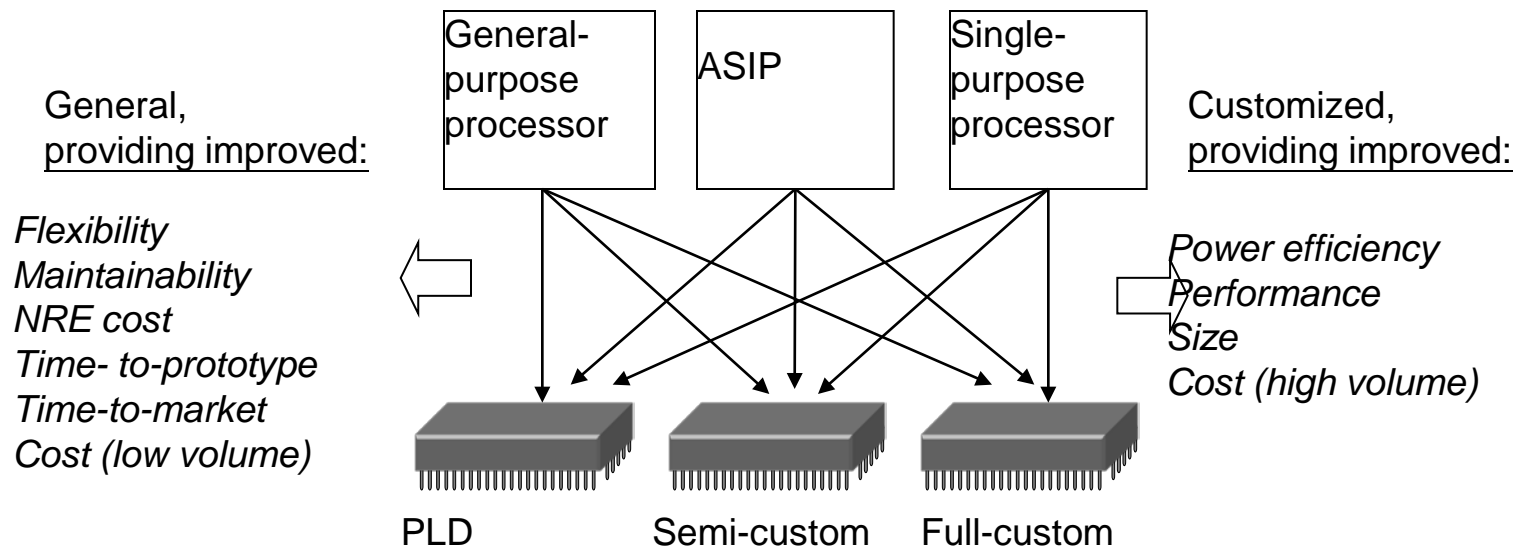 General-
purpose
processor
ASIP
Single-
purpose
processor
General,
providing improved:
Customized,
providing improved:
Flexibility
Maintainability
NRE cost
Time- to-prototype
Time-to-market
Cost (low volume)
Power efficiency
Performance
Size
Cost (high volume)
PLD
Semi-custom
Full-custom